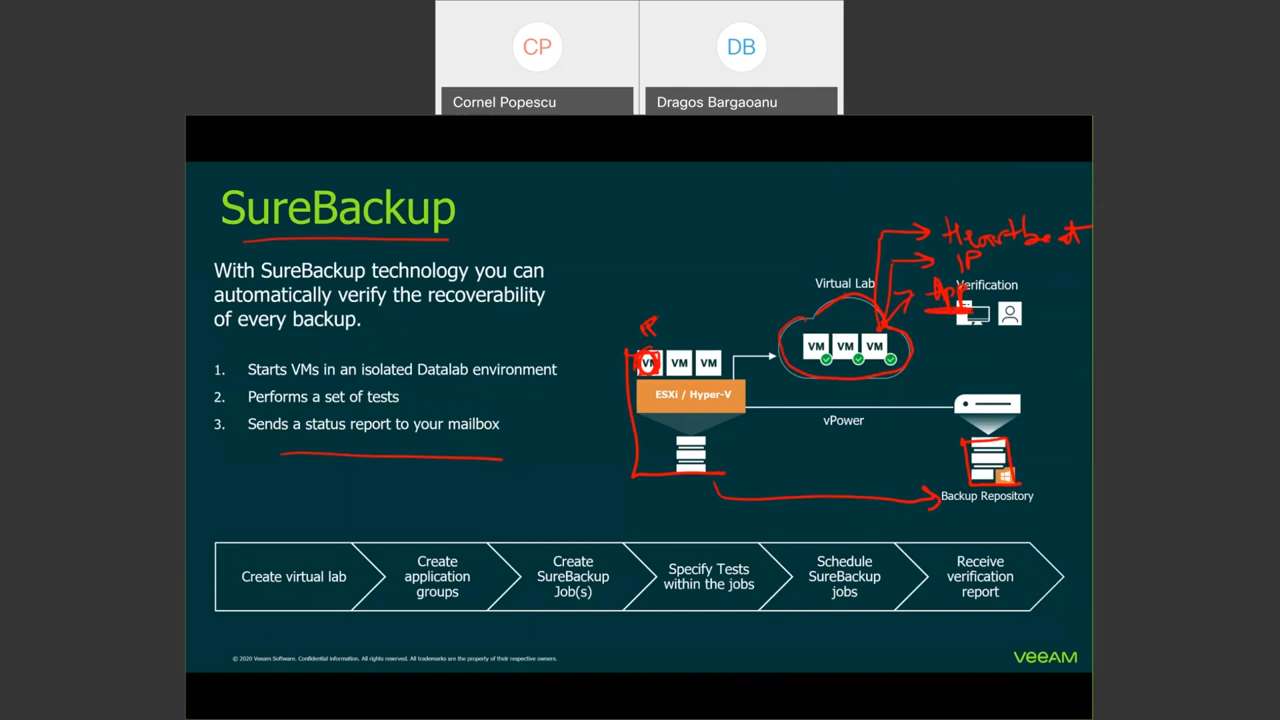 CP
DB
Cornel Popescu
Dragos Bargaoanu
SureBackup
With SureBackup technology you can
automatically verify the recoverability
of every backup.
1. Starts VMs in an isolated Datalab environment
2. Performs a set of tests
3. Sends a status report to your mailbox
Heartbeat
IP
App
Virtual Lab
Verification
VM VM VM
IP
VM VM VM
ESXi / Hyper-V
vPower
Backup Repository
Create virtual lab
Create
application
groups
Create
SureBackup
Job(s)
Specify Tests
within the jobs
Schedule
SureBackup
jobs
Receive
verification
report
© 2020 Veeam Software. Confidential information. All rights reserved. All trademarks are the property of their respective owners.
VEEAM